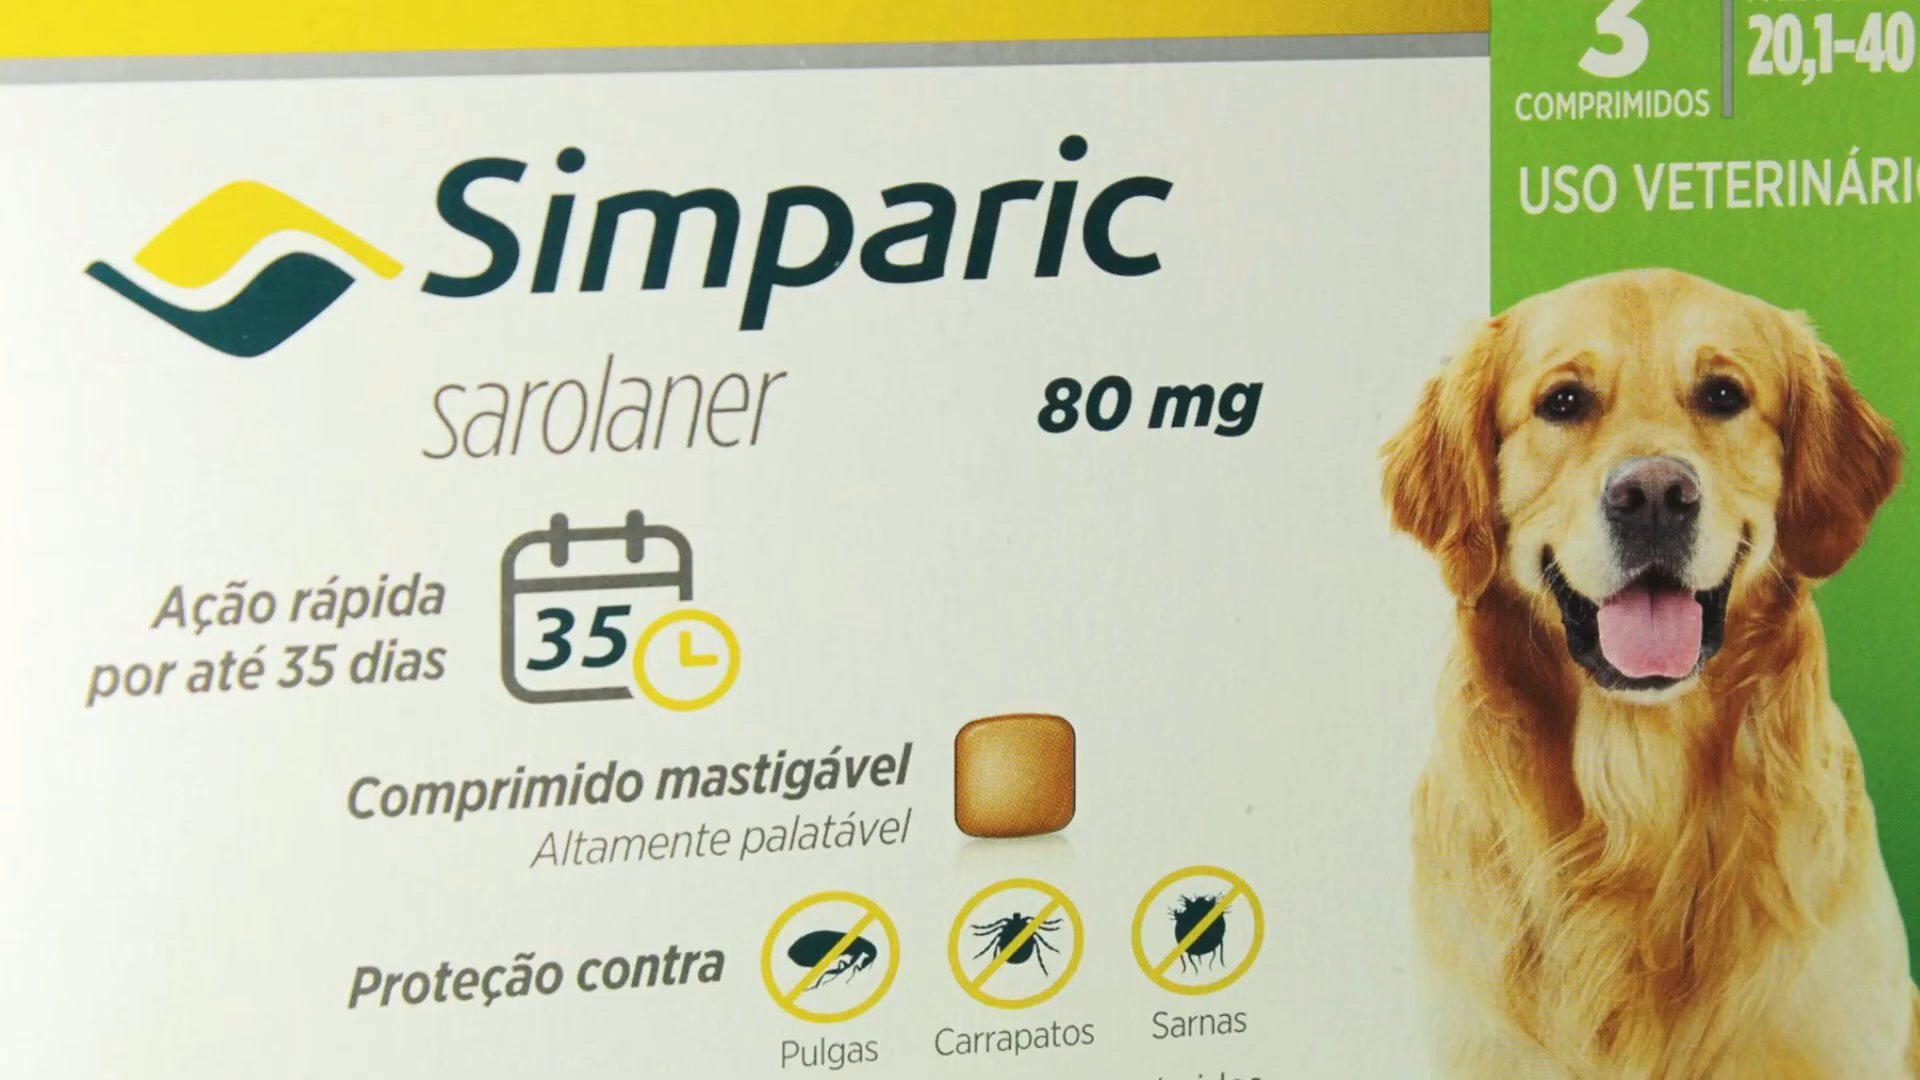 Simparic
sarolaner
80 mg
Ação rápida
por até 35 dias
35
Comprimido mastigável
Altamente palatável
Proteção contra
Pulgas
Carrapatos
Sarnas
3
COMPRIMIDOS
20,1-40
USO VETERINÁRIO